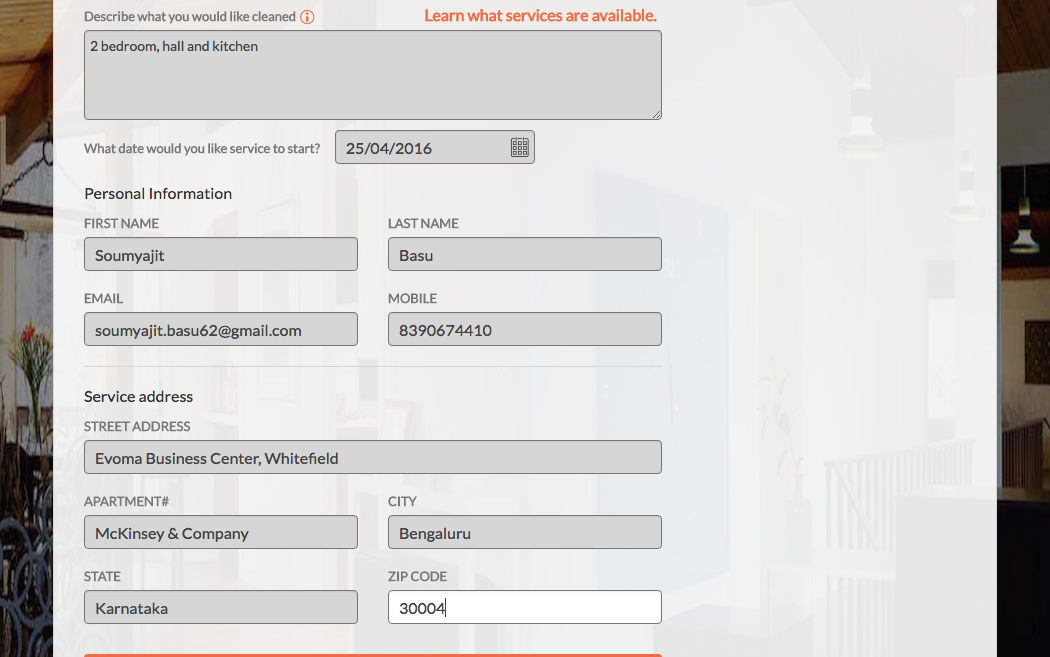 Describe what you would like cleaned Learn what services are available.
2 bedroom, hall and kitchen
What date would you like service to start? 25/04/2016
Personal Information
FIRST NAME LAST NAME
Soumyajit Basu
EMAIL MOBILE
soumyajit.basu62@gmail.com 8390674410
Service address
STREET ADDRESS
Evoma Business Center, Whitefield
APARTMENT# CITY
McKinsey & Company Bengaluru
STATE ZIP CODE
Karnataka 30004